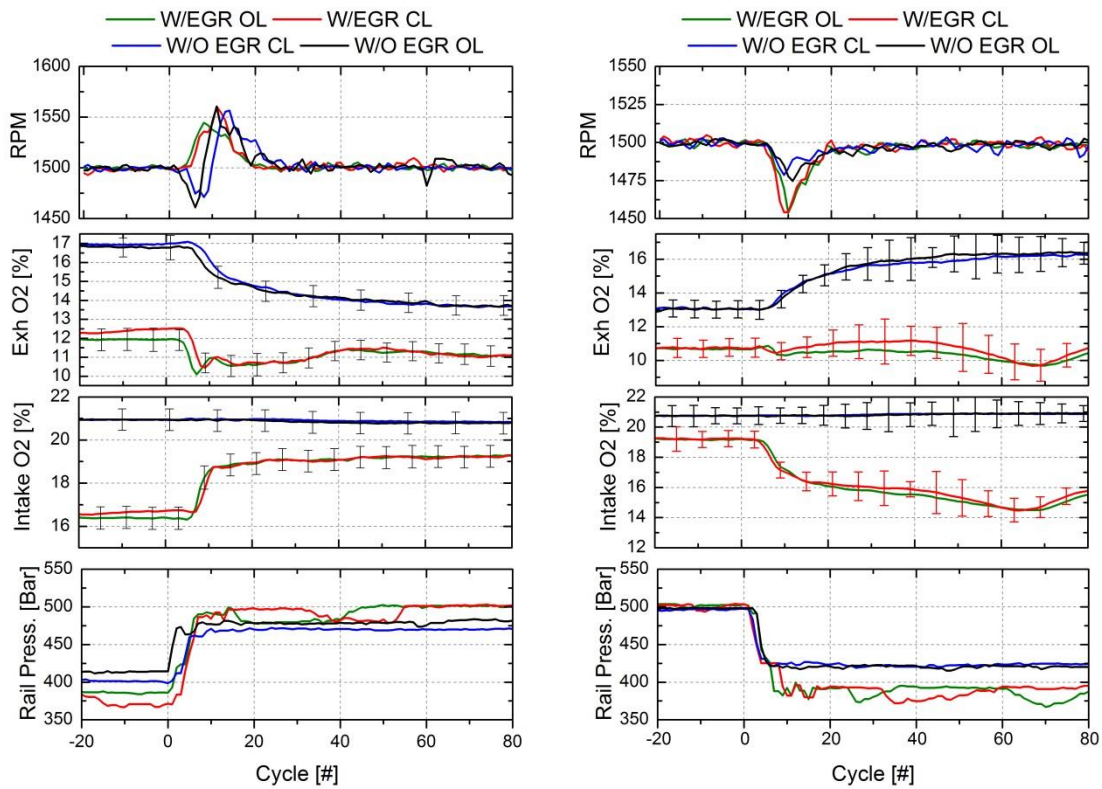 W/EGR OL W/EGR CL
W/O EGR CL W/O EGR OL
1600
1550
1500
1450
RPM
17
16
14
13
12
11
10
Exh O2 [%]
22
21
20
18
16
Intake O2 [%]
550
500
450
400
350
Rail Press. [Bar]
-20 0 20 40 60 80
Cycle [#]
W/EGR OL W/EGR CL
W/O EGR CL W/O EGR OL
1550
1525
1500
1475
1450
RPM
16
14
12
10
Exh O2 [%]
22
20
18
16
14
12
Intake O2 [%]
550
500
450
400
350
Rail Press. [Bar]
-20 0 20 40 60 80
Cycle [#]